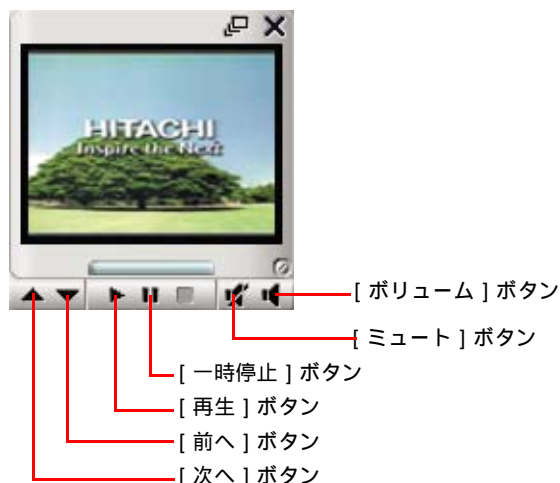 HITACHI
Inspire the Next
[ ボリューム ] ボタン
[ ミュート ] ボタン
[ 一時停止 ] ボタン
[ 再生 ] ボタン
[ 前へ ] ボタン
[ 次へ ] ボタン